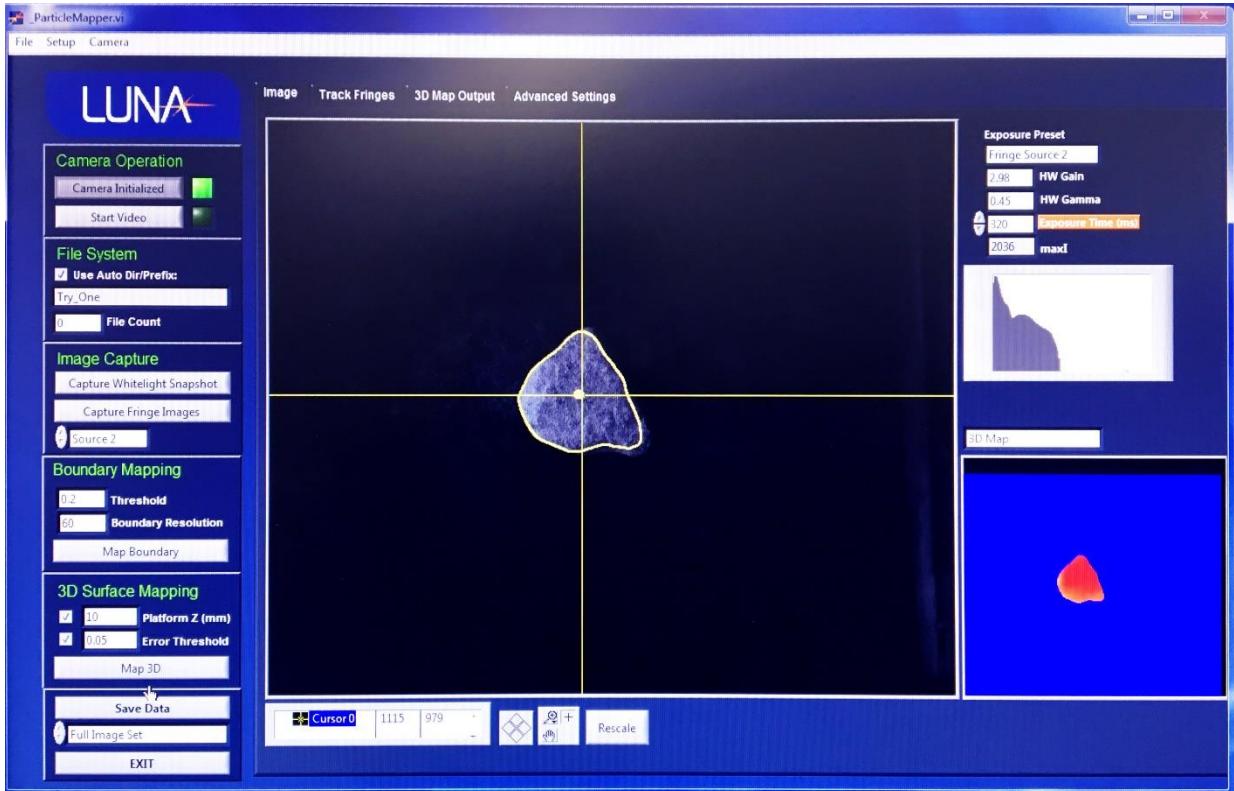 _ParticleMapper.vi
File Setup Camera
LUNA
Image Track Fringes 3D Map Output Advanced Settings
Camera Operation
Camera Initialized
Start Video
File System
Use Auto Dir/Prefix:
Try_One
0 File Count
Image Capture
Capture Whitelight Snapshot
Capture Fringe Images
Source 2
Boundary Mapping
0.2 Threshold
60 Boundary Resolution
Map Boundary
3D Surface Mapping
10 Platform Z (mm)
0.05 Error Threshold
Map 3D
Save Data
Full Image Set
EXIT
Cursor 0 1115 979
Rescale
Exposure Preset
Fringe Source 2
2.98 HW Gain
0.45 HW Gamma
320 Exposure Time (ms)
2036 maxI
3D Map